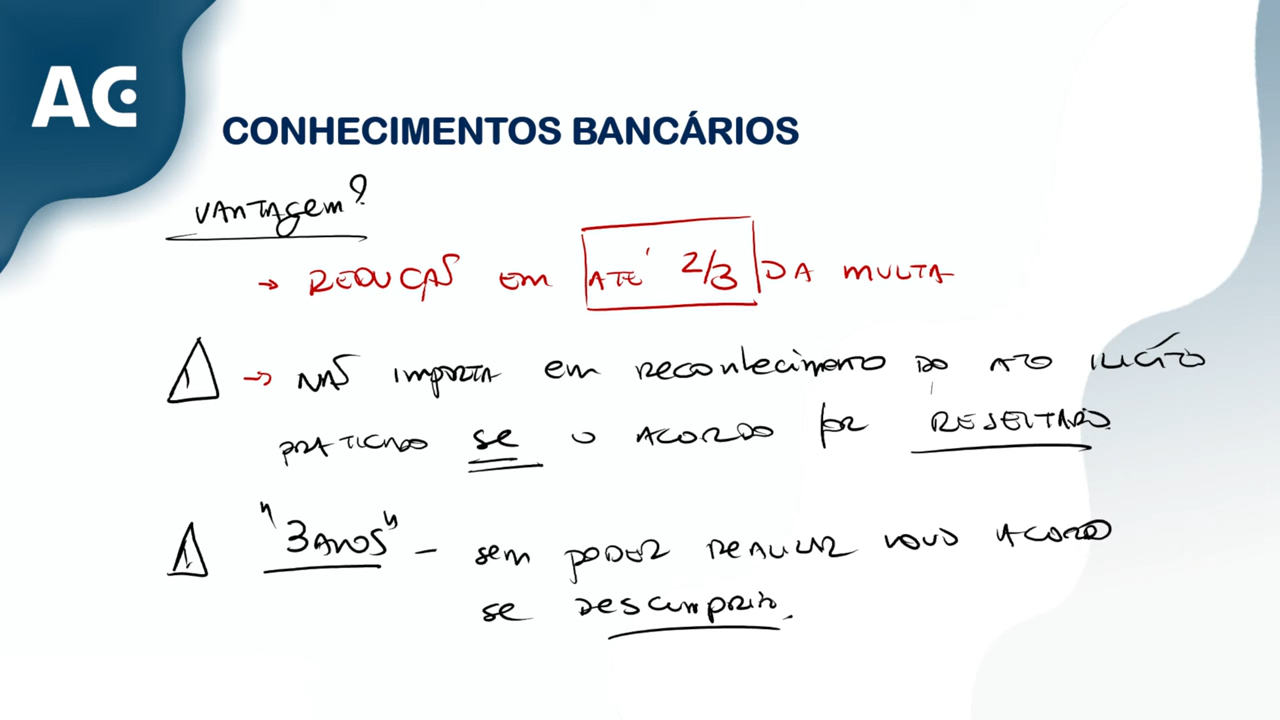 AC
CONHECIMENTOS BANCÁRIOS
VANTAGEM?
→ REDUÇÃO EM ATÉ 2/3 DA MULTA
→ NÃO IMPORTA EM RECONHECIMENTO DO ATO ILÍCITO
PRATICADO SE O ACORDO FOR REJEITADO.
"3 ANOS" - SEM PODER REALIZAR NOVO ACORDO
SE DESCUMPRIR.